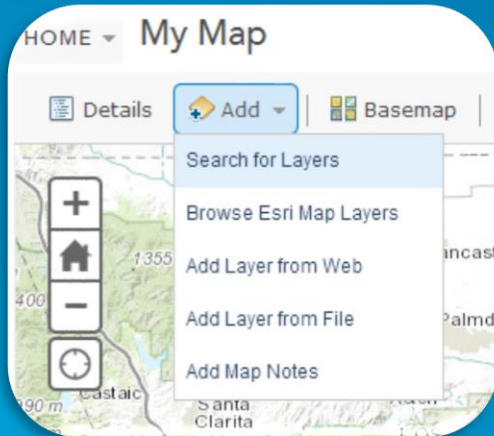 HOME My Map
Details Add Basemap
Search for Layers
Browse Esri Map Layers
Add Layer from Web
Add Layer from File
Add Map Notes
1355
400
Castaic
990 m
Santa
Clarita